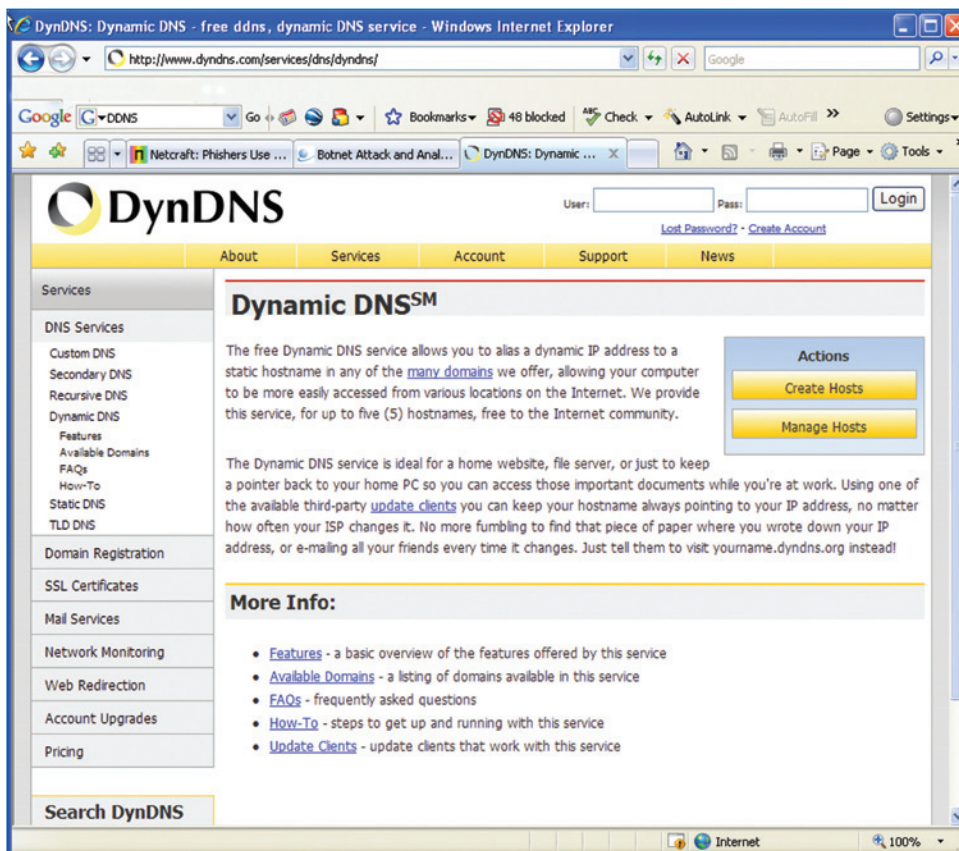 DynDNS: Dynamic DNS - free ddns, dynamic DNS service - Windows Internet Explorer
http://www.dyndns.com/services/dns/dyndns/
Google
Google G DDNS Go Bookmarks 48 blocked ABC Check AutoLink AutoFill >> Settings
Netcraft: Phishers Use ... Botnet Attack and Anal... DynDNS: Dynamic ... X Page Tools
DynDNS
User: Pass: Login
Lost Password? - Create Account
About Services Account Support News
Services
DNS Services
Custom DNS
Secondary DNS
Recursive DNS
Dynamic DNS
Features
Available Domains
FAQs
How-To
Static DNS
TLD DNS
Domain Registration
SSL Certificates
Mail Services
Network Monitoring
Web Redirection
Account Upgrades
Pricing
Search DynDNS
Dynamic DNSSM
The free Dynamic DNS service allows you to alias a dynamic IP address to a
static hostname in any of the many domains we offer, allowing your computer
to be more easily accessed from various locations on the Internet. We provide
this service, for up to five (5) hostnames, free to the Internet community.
Actions
Create Hosts
Manage Hosts
The Dynamic DNS service is ideal for a home website, file server, or just to keep
a pointer back to your home PC so you can access those important documents while you're at work. Using one of
the available third-party update clients you can keep your hostname always pointing to your IP address, no matter
how often your ISP changes it. No more fumbling to find that piece of paper where you wrote down your IP
address, or e-mailing all your friends every time it changes. Just tell them to visit yourname.dyndns.org instead!
More Info:
• Features - a basic overview of the features offered by this service
• Available Domains - a listing of domains available in this service
• FAQs - frequently asked questions
• How-To - steps to get up and running with this service
• Update Clients - update clients that work with this service
Internet 100%